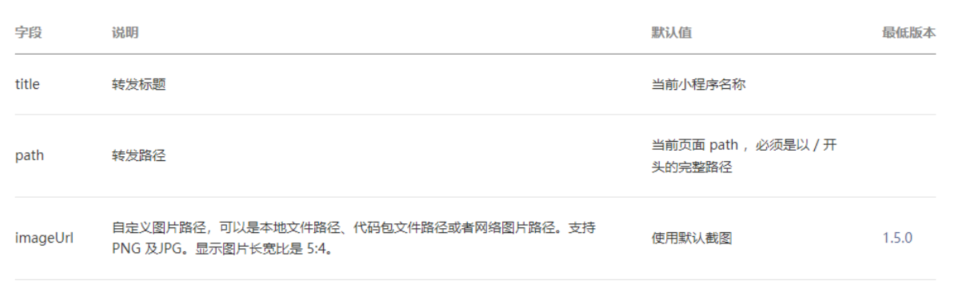 字段 说明 默认值 最低版本
title 转发标题 当前小程序名称
path 转发路径 当前页面 path ，必须是以 / 开
头的完整路径
imageUrl 自定义图片路径，可以是本地文件路径、代码包文件路径或者网络图片路径。支持
PNG 及JPG。显示图片长宽比是 5:4。 使用默认截图 1.5.0